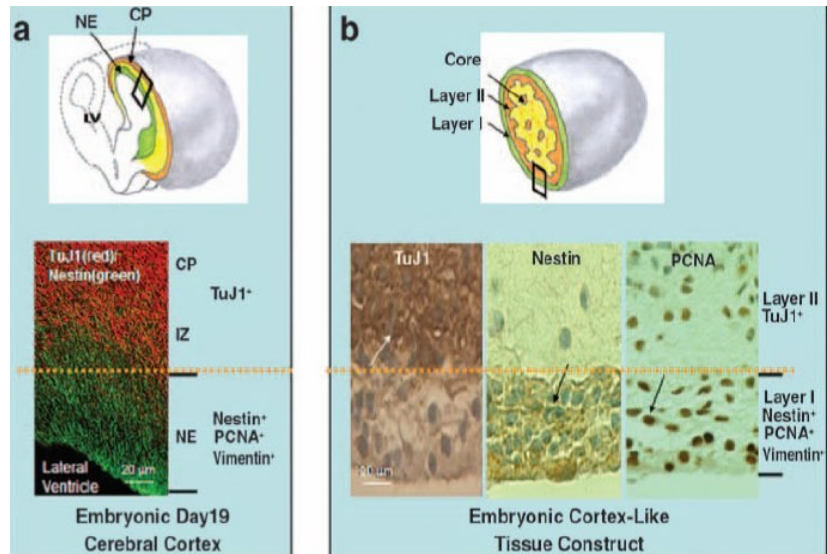 a
NE
CP
LV
TuJ1(red)/
Nestin(green)
CP
TuJ1⁺
IZ
NE
Nestin⁺
PCNA⁺
Vimentin⁺
Lateral
Ventricle
20 µm
Embryonic Day19
Cerebral Cortex
b
Core
Layer II
Layer I
TuJ1
Nestin
PCNA
Layer II
TuJ1⁺
Layer I
Nestin⁺
PCNA⁺
Vimentin⁺
Embryonic Cortex-Like
Tissue Construct